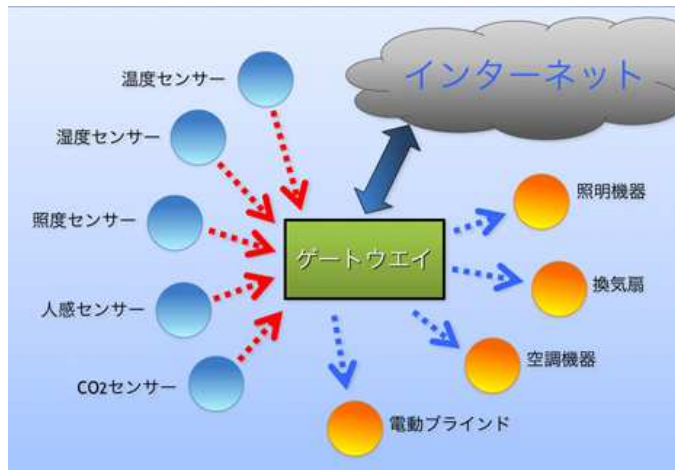 温度センサー
インターネット
湿度センサー
照明機器
照度センサー
ゲートウエイ
換気扇
人感センサー
空調機器
CO2センサー
電動ブラインド